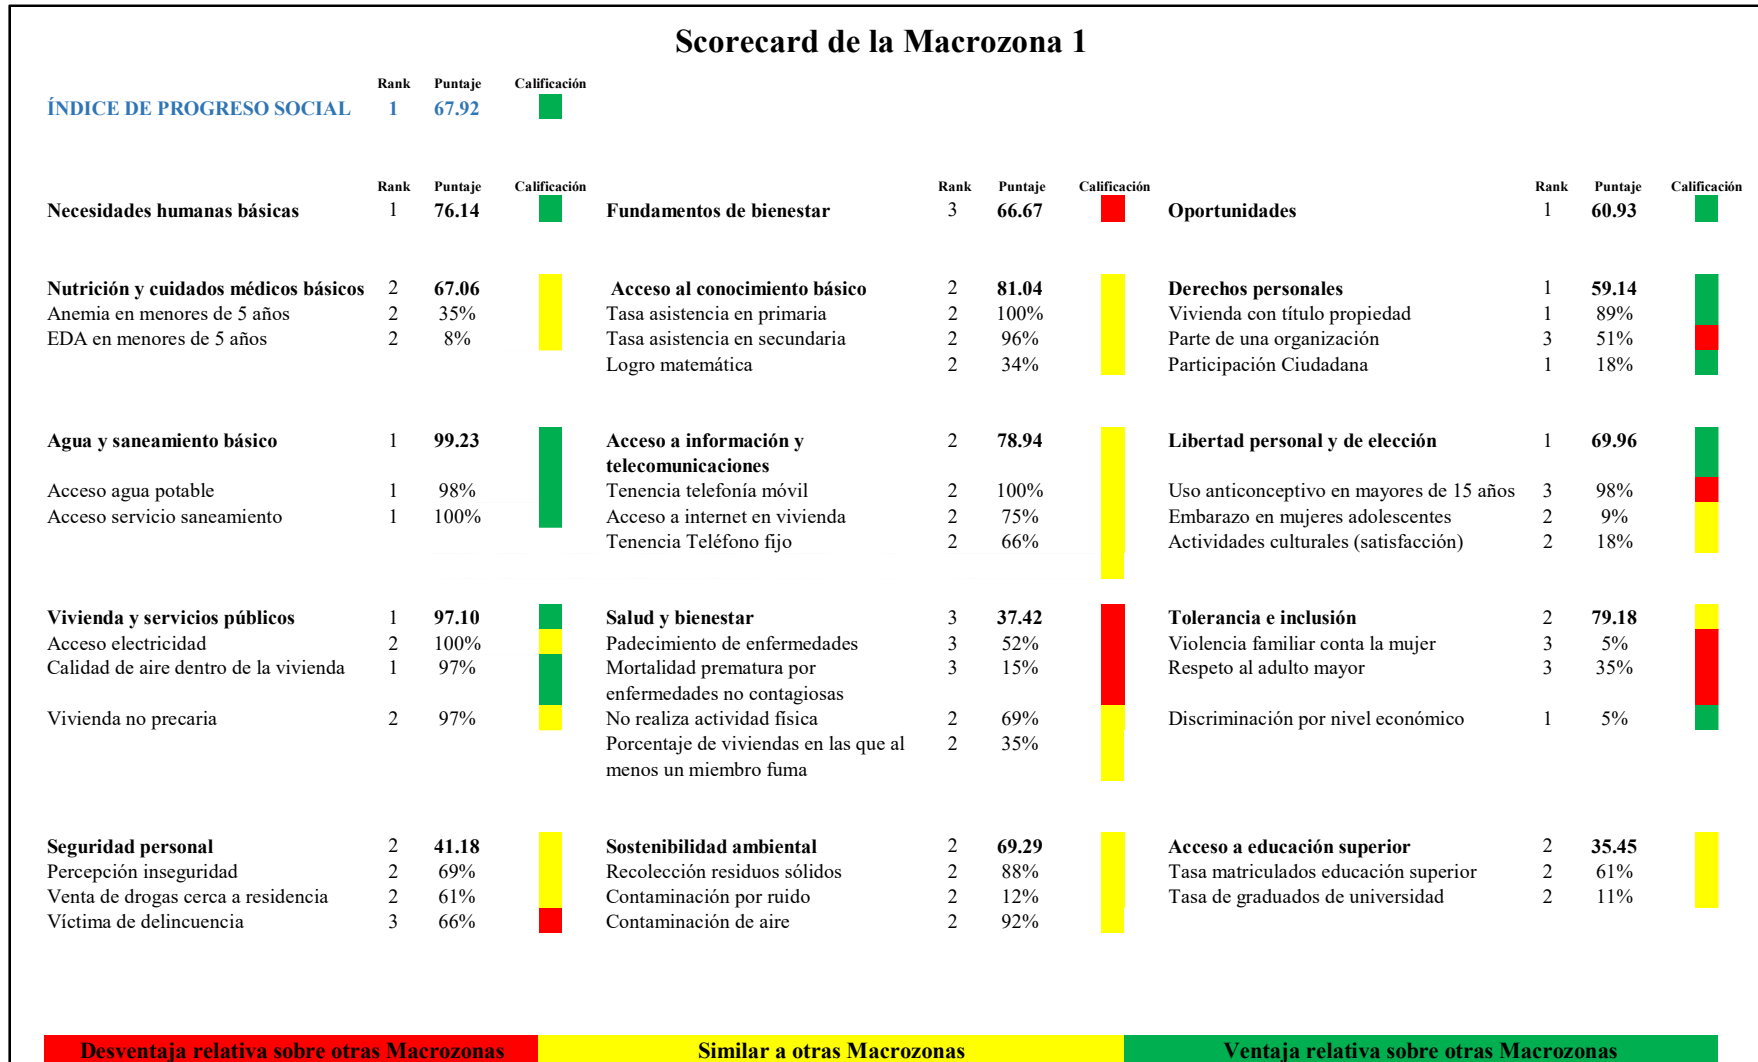 Scorecard de la Macrozona 1
Rank Puntaje Calificación
ÍNDICE DE PROGRESO SOCIAL 1 67.92
Rank Puntaje Calificación Rank Puntaje Calificación Rank Puntaje Calificación
Necesidades humanas básicas 1 76.14 Fundamentos de bienestar 3 66.67 Oportunidades 1 60.93
Nutrición y cuidados médicos básicos 2 67.06 Acceso al conocimiento básico 2 81.04 Derechos personales 1 59.14
Anemia en menores de 5 años 2 35% Tasa asistencia en primaria 2 100% Vivienda con título propiedad 1 89%
EDA en menores de 5 años 2 8% Tasa asistencia en secundaria 2 96% Parte de una organización 3 51%
Logro matemática 2 34% Participación Ciudadana 1 18%
Agua y saneamiento básico 1 99.23 Acceso a información y 2 78.94 Libertad personal y de elección 1 69.96
telecomunicaciones
Acceso agua potable 1 98% Tenencia telefonía móvil 2 100% Uso anticonceptivo en mayores de 15 años 3 98%
Acceso servicio saneamiento 1 100% Acceso a internet en vivienda 2 75% Embarazo en mujeres adolescentes 2 9%
Tenencia Teléfono fijo 2 66% Actividades culturales (satisfacción) 2 18%
Vivienda y servicios públicos 1 97.10 Salud y bienestar 3 37.42 Tolerancia e inclusión 2 79.18
Acceso electricidad 2 100% Padecimiento de enfermedades 3 52% Violencia familiar conta la mujer 3 5%
Calidad de aire dentro de la vivienda 1 97% Mortalidad prematura por 3 15% Respeto al adulto mayor 3 35%
enfermedades no contagiosas
Vivienda no precaria 2 97% No realiza actividad física 2 69% Discriminación por nivel económico 1 5%
Porcentaje de viviendas en las que al 2 35%
menos un miembro fuma
Seguridad personal 2 41.18 Sostenibilidad ambiental 2 69.29 Acceso a educación superior 2 35.45
Percepción inseguridad 2 69% Recolección residuos sólidos 2 88% Tasa matriculados educación superior 2 61%
Venta de drogas cerca a residencia 2 61% Contaminación por ruido 2 12% Tasa de graduados de universidad 2 11%
Víctima de delincuencia 3 66% Contaminación de aire 2 92%
Desventaja relativa sobre otras Macrozonas Similar a otras Macrozonas Ventaja relativa sobre otras Macrozonas